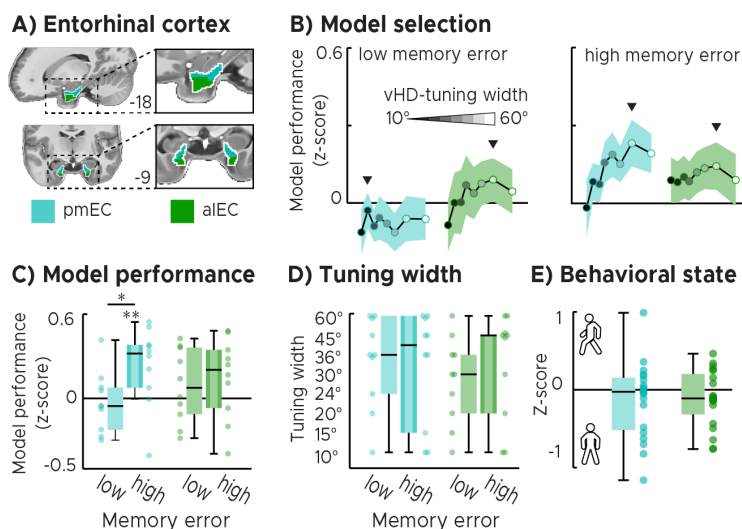 A) Entorhinal cortex
-18
-9
pmEC
alEC
B) Model selection
low memory error
high memory error
vHD-tuning width
10°
60°
0.6
0
Model performance
(z-score)
C) Model performance
*
**
0.6
0
-0.5
Model performance
(z-score)
low
high
low
high
Memory error
D) Tuning width
60°
45°
36°
30°
24°
20°
15°
10°
Tuning width
low
high
low
high
Memory error
E) Behavioral state
1
0
-1
Z-score